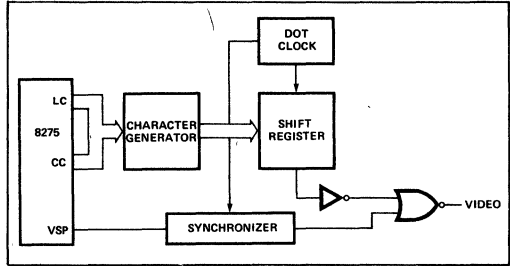 DOT
CLOCK
LC
8275
CC
VSP
CHARACTER
GENERATOR
SHIFT
REGISTER
SYNCHRONIZER
VIDEO